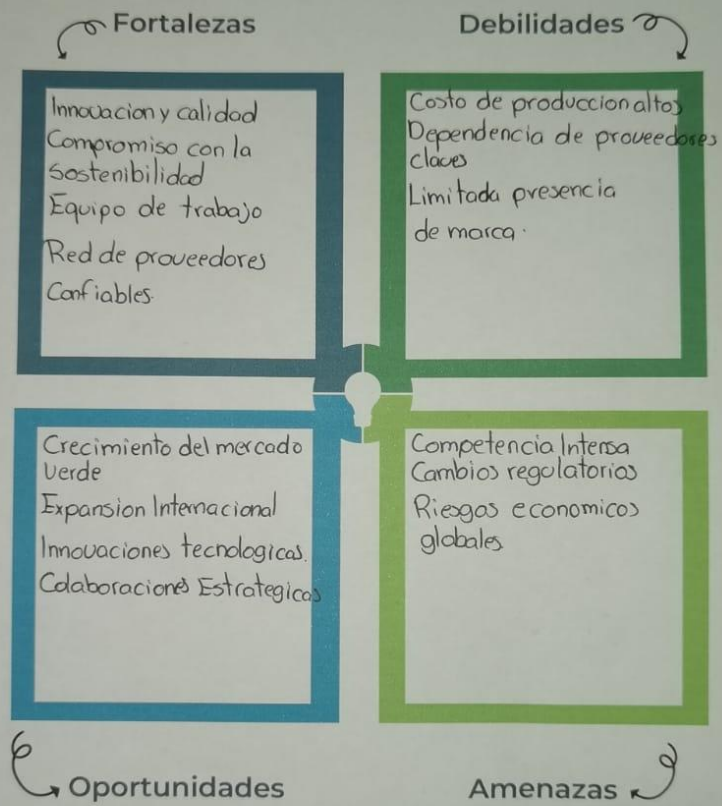 Fortalezas
Innovacion y calidad
Compromiso con la
Sostenibilidad
Equipo de trabajo
Red de proveedores
Confiables.
Debilidades
Costo de produccion altos
Dependencia de proveedores
claves
Limitada presencia
de marca.
Crecimiento del mercado
Verde
Expansion Internacional
Innovaciones tecnologicas.
Colaboraciones Estrategicas
Oportunidades
Competencia Intensa
Cambios regulatorios
Riesgos economicos
globales
Amenazas